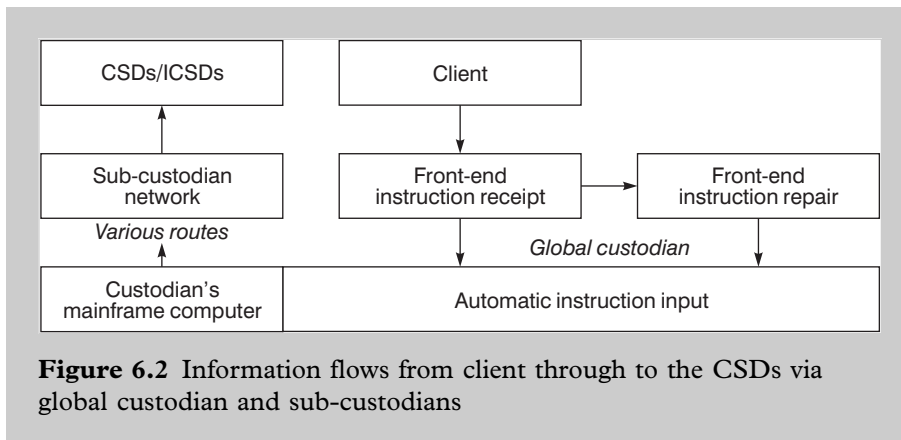 CSDs/ICSDs
Client
Sub-custodian
network
Front-end
instruction receipt
Front-end
instruction repair
Various routes
Global custodian
Custodian's
mainframe computer
Automatic instruction input
Figure 6.2 Information flows from client through to the CSDs via
global custodian and sub-custodians